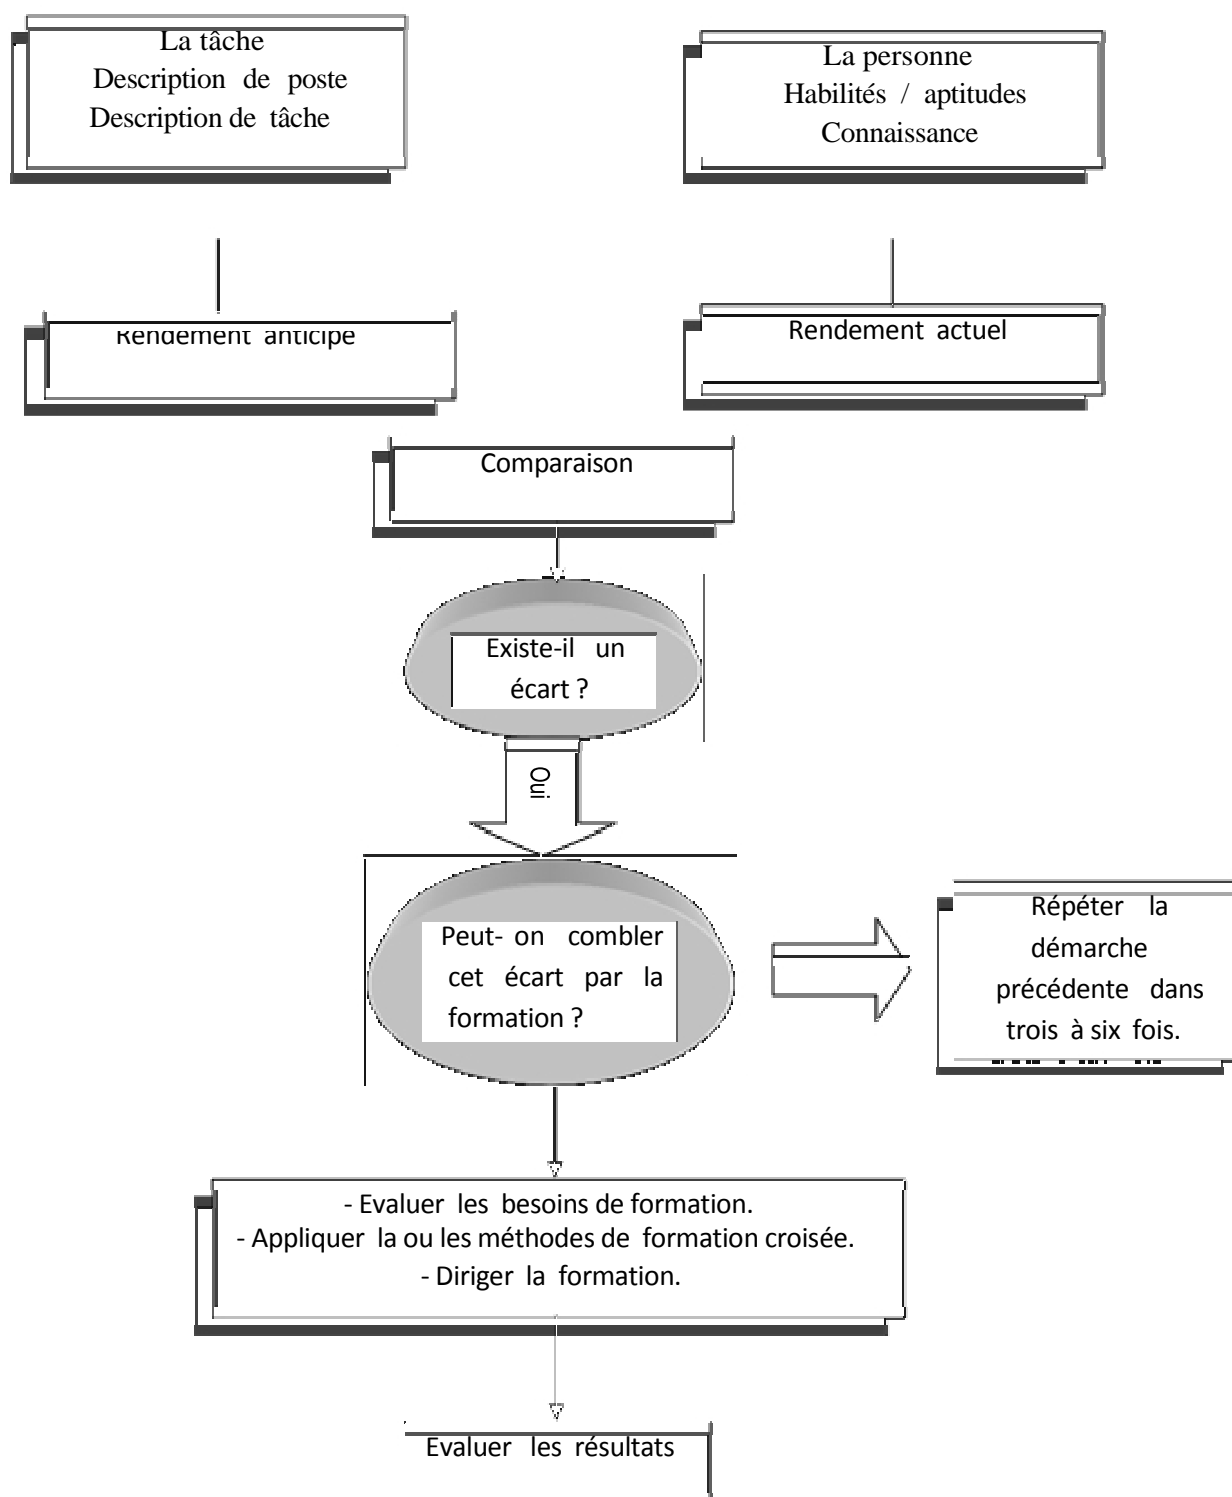 La tâche
Description de poste
Description de tâche
La personne
Habilités / aptitudes
Connaissance
Rendement anticipe
Rendement actuel
Comparaison
Existe-il un
écart ?
Oui
Peut- on combler
cet écart par la
formation ?
Répéter la
démarche
précédente dans
trois à six fois.
- Evaluer les besoins de formation.
- Appliquer la ou les méthodes de formation croisée.
- Diriger la formation.
Evaluer les résultats